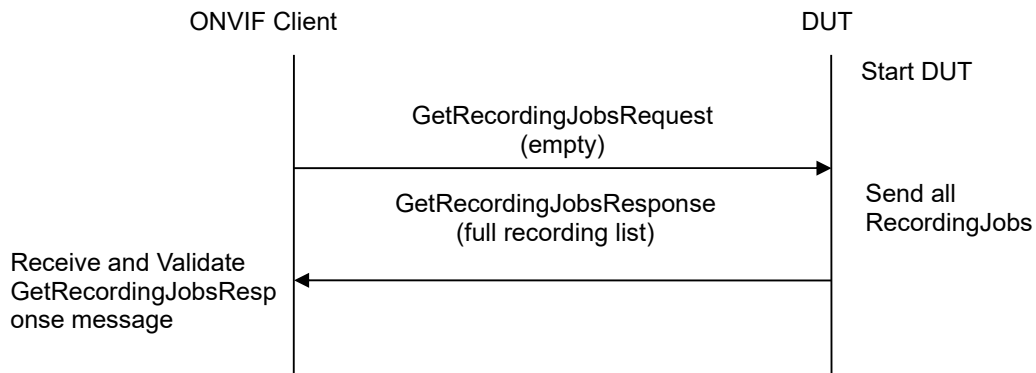 ONVIF Client
DUT
Start DUT
GetRecordingJobsRequest
(empty)
Send all
RecordingJobs
GetRecordingJobsResponse
(full recording list)
Receive and Validate
GetRecordingJobsResp
onse message